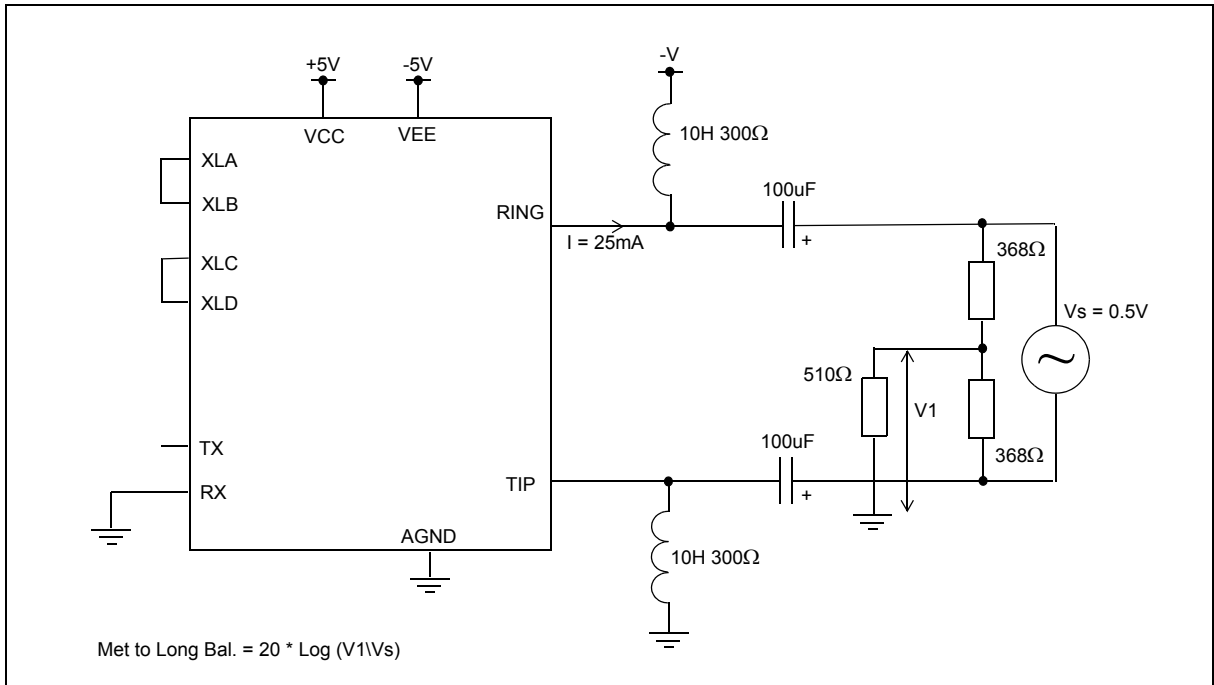 -V
+5V
-5V
10H 300Ω
VCC
VEE
XLA
100uF
XLB
RING
+
I = 25mA
368Ω
XLC
XLD
Vs = 0.5V
~
510Ω
V1
100uF
TX
368Ω
RX
TIP
+
AGND
10H 300Ω
Met to Long Bal. = 20 * Log (V1\Vs)